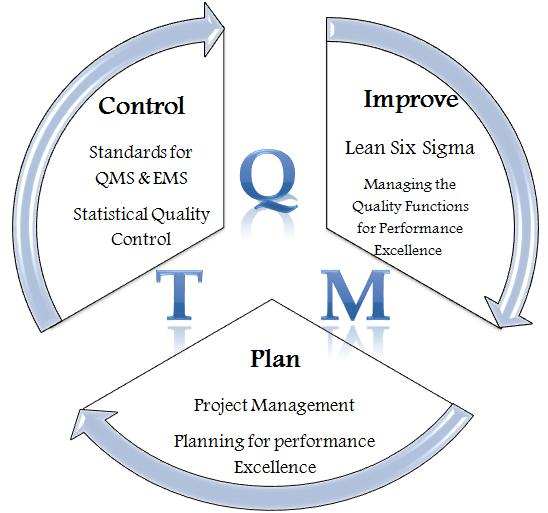 Control
Standards for
QMS & EMS
Statistical Quality
Control
Improve
Lean Six Sigma
Managing the
Quality Functions
for Performance
Excellence
Q
T M
Plan
Project Management
Planning for performance
Excellence